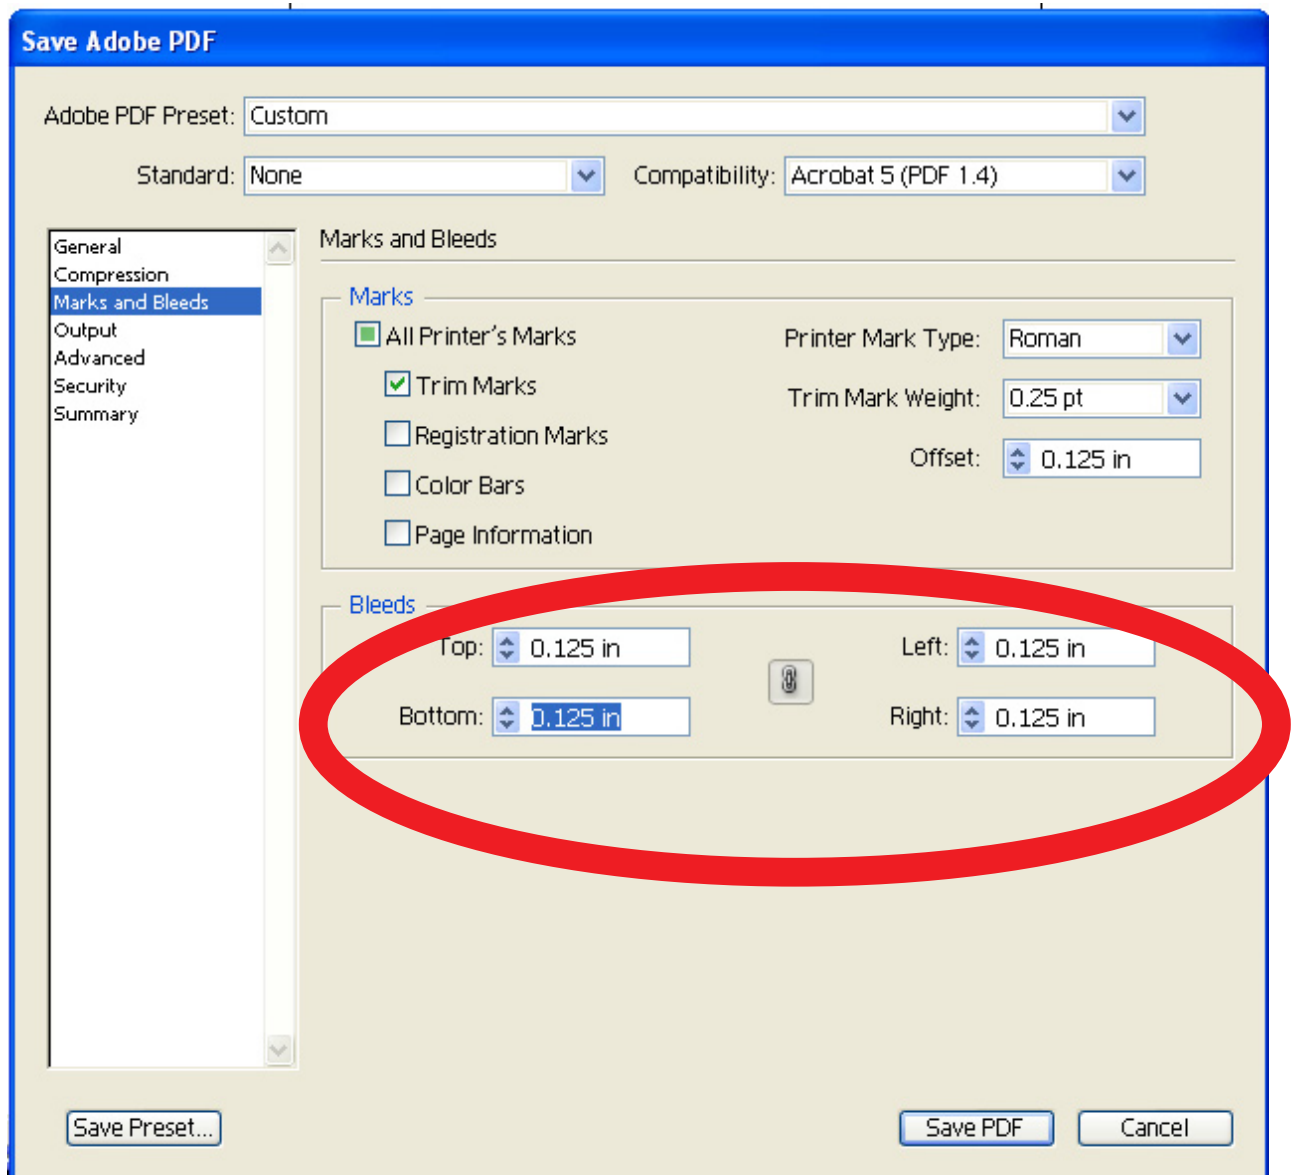 Save Adobe PDF
Adobe PDF Preset: Custom
Standard: None Compatibility: Acrobat 5 (PDF 1.4)
General
Compression
Marks and Bleeds
Output
Advanced
Security
Summary
Marks and Bleeds
Marks
All Printer's Marks
Trim Marks
Registration Marks
Color Bars
Page Information
Printer Mark Type: Roman
Trim Mark Weight: 0.25 pt
Offset: 0.125 in
Bleeds
Top: 0.125 in Left: 0.125 in
Bottom: 0.125 in Right: 0.125 in
Save Preset... Save PDF Cancel